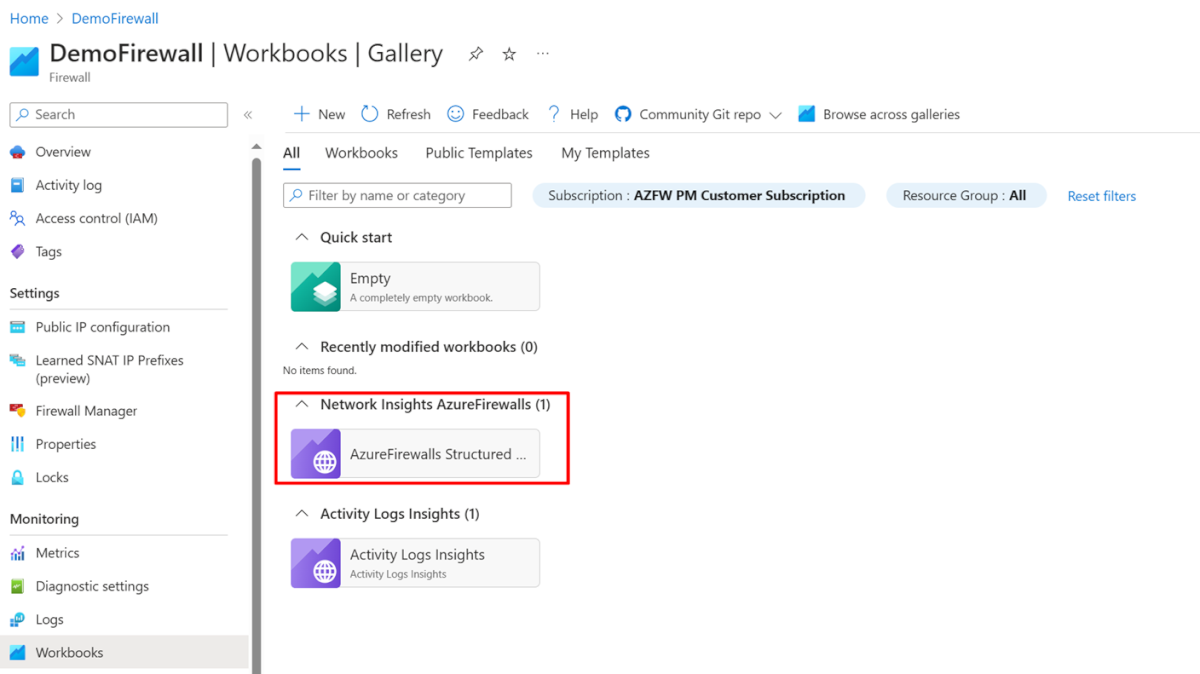 Home > DemoFirewall
DemoFirewall | Workbooks | Gallery
...
Firewall
Search
«
Overview
Activity log
Access control (IAM)
Tags
Settings
Public IP configuration
Learned SNAT IP Prefixes
(preview)
Firewall Manager
Properties
Locks
Monitoring
Metrics
Diagnostic settings
Logs
Workbooks
+ New Refresh Feedback ? Help Community Git repo Browse across galleries
All Workbooks Public Templates My Templates
Filter by name or category Subscription : AZFW PM Customer Subscription Resource Group : All Reset filters
Quick start
Empty
A completely empty workbook.
Recently modified workbooks (0)
No items found.
Network Insights AzureFirewalls (1)
AzureFirewalls Structured ...
Activity Logs Insights (1)
Activity Logs Insights
Activity Logs Insights